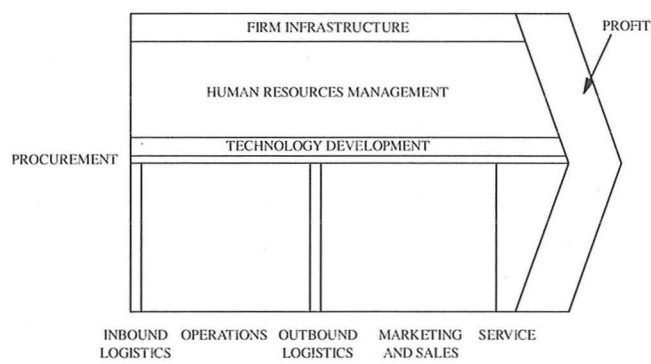 FIRM INFRASTRUCTURE
PROFIT
HUMAN RESOURCES MANAGEMENT
TECHNOLOGY DEVELOPMENT
PROCUREMENT
INBOUND
LOGISTICS
OPERATIONS
OUTBOUND
LOGISTICS
MARKETING
AND SALES
SERVICE